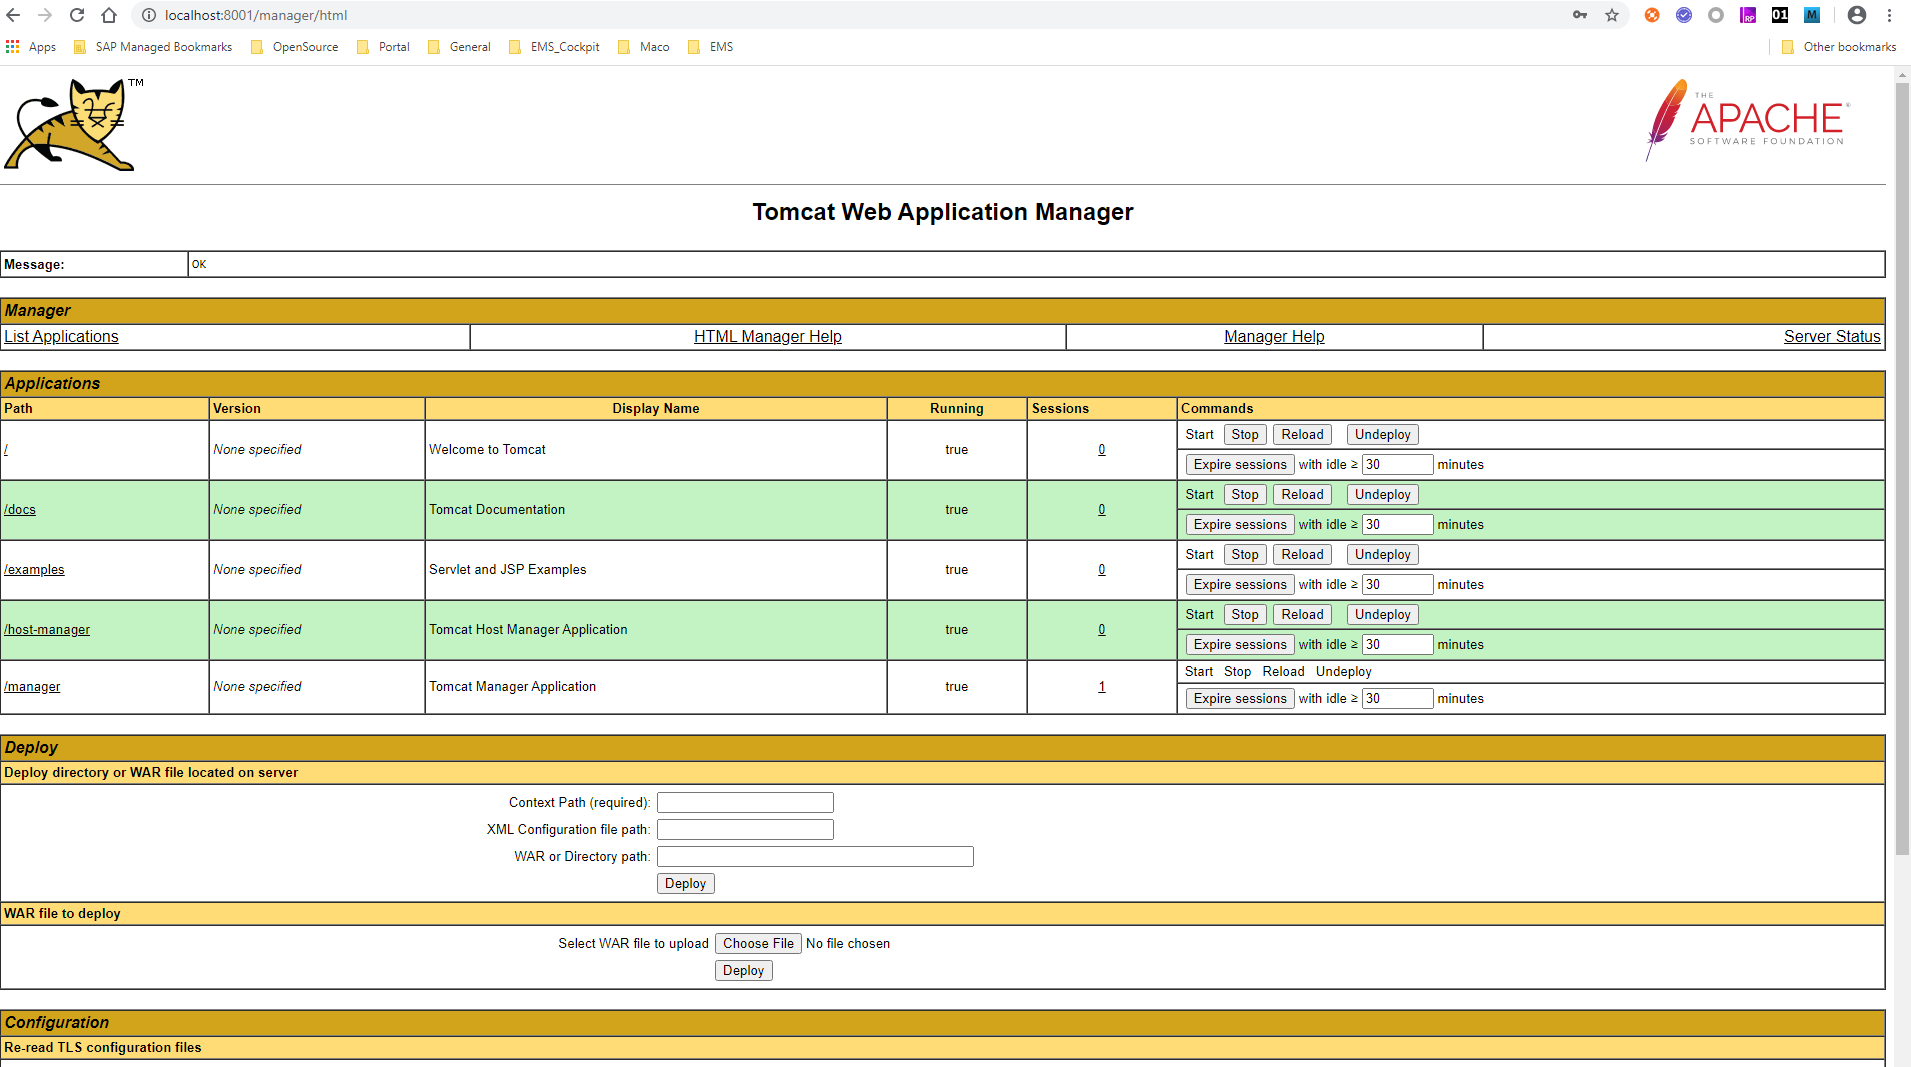 localhost:8001/manager/html
Apps SAP Managed Bookmarks OpenSource Portal General EMS_Cockpit Maco EMS Other bookmarks
TM
THE
APACHE®
SOFTWARE FOUNDATION
Tomcat Web Application Manager
Message: OK
Manager
List Applications HTML Manager Help Manager Help Server Status
Applications
Path Version Display Name Running Sessions Commands
/ None specified Welcome to Tomcat true 0 Start Stop Reload Undeploy
Expire sessions with idle ≥ 30 minutes
/docs None specified Tomcat Documentation true 0 Start Stop Reload Undeploy
Expire sessions with idle ≥ 30 minutes
/examples None specified Servlet and JSP Examples true 0 Start Stop Reload Undeploy
Expire sessions with idle ≥ 30 minutes
/host-manager None specified Tomcat Host Manager Application true 0 Start Stop Reload Undeploy
Expire sessions with idle ≥ 30 minutes
/manager None specified Tomcat Manager Application true 1 Start Stop Reload Undeploy
Expire sessions with idle ≥ 30 minutes
Deploy
Deploy directory or WAR file located on server
Context Path (required):
XML Configuration file path:
WAR or Directory path:
Deploy
WAR file to deploy
Select WAR file to upload Choose File No file chosen
Deploy
Configuration
Re-read TLS configuration files